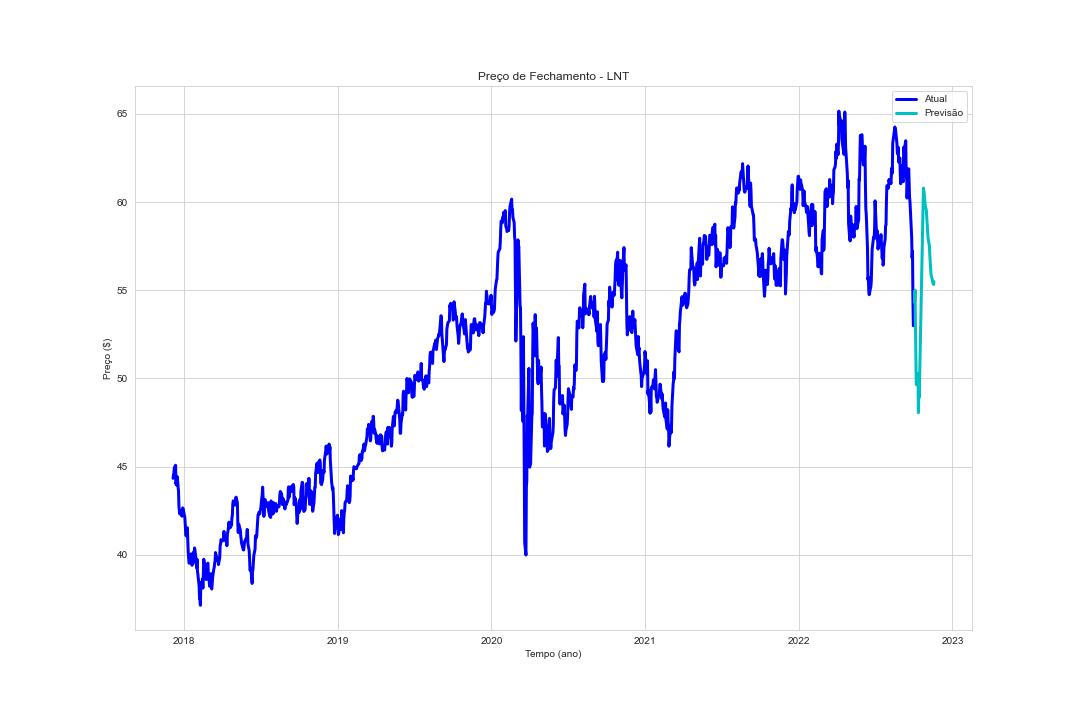 Preço de Fechamento - LNT
Atual
Previsão
Preço ($)
65
60
55
50
45
40
2018
2019
2020
2021
2022
2023
Tempo (ano)